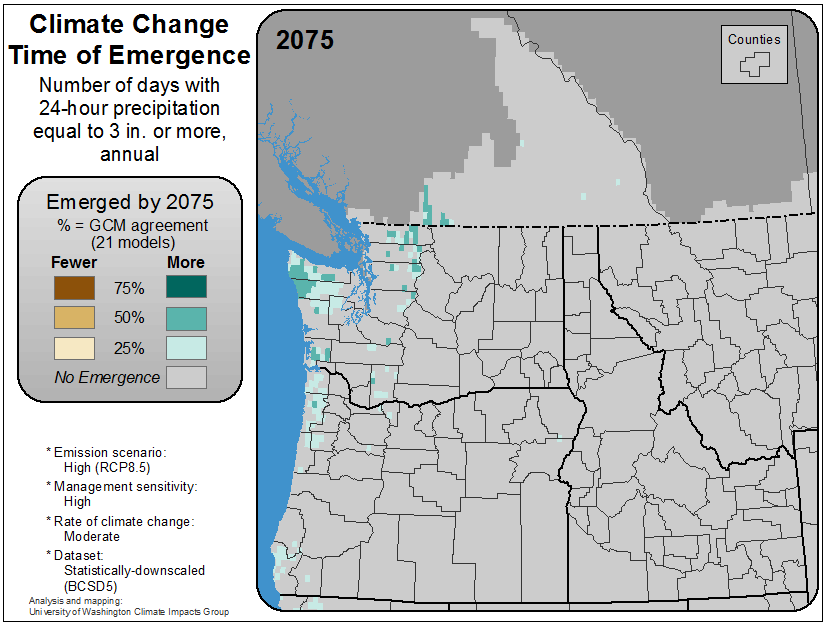 Climate Change
Time of Emergence
Number of days with
24-hour precipitation
equal to 3 in. or more,
annual
Emerged by 2075
% = GCM agreement
(21 models)
Fewer More
75%
50%
25%
No Emergence
* Emission scenario:
High (RCP8.5)
* Management sensitivity:
High
* Rate of climate change:
Moderate
* Dataset:
Statistically-downscaled
(BCSD5)
Analysis and mapping:
University of Washington Climate Impacts Group
2075
Counties